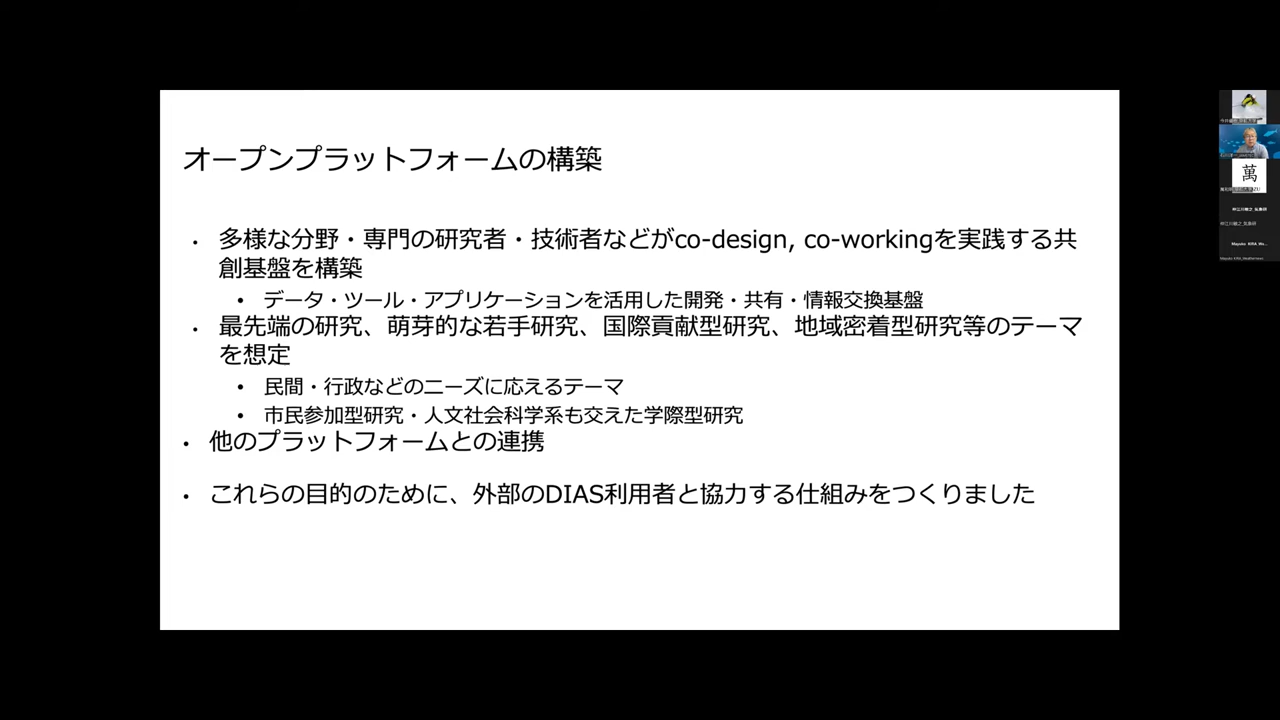 オープンプラットフォームの構築
• 多様な分野・専門の研究者・技術者などがco-design, co-workingを実践する共
創基盤を構築
• データ・ツール・アプリケーションを活用した開発・共有・情報交換基盤
• 最先端の研究、萌芽的な若手研究、国際貢献型研究、地域密着型研究等のテーマ
を想定
• 民間・行政などのニーズに応えるテーマ
• 市民参加型研究・人文社会科学系も交えた学際型研究
• 他のプラットフォームとの連携
• これらの目的のために、外部のDIAS利用者と協力する仕組みをつくりました
萬
Mayuko KIRA_We...